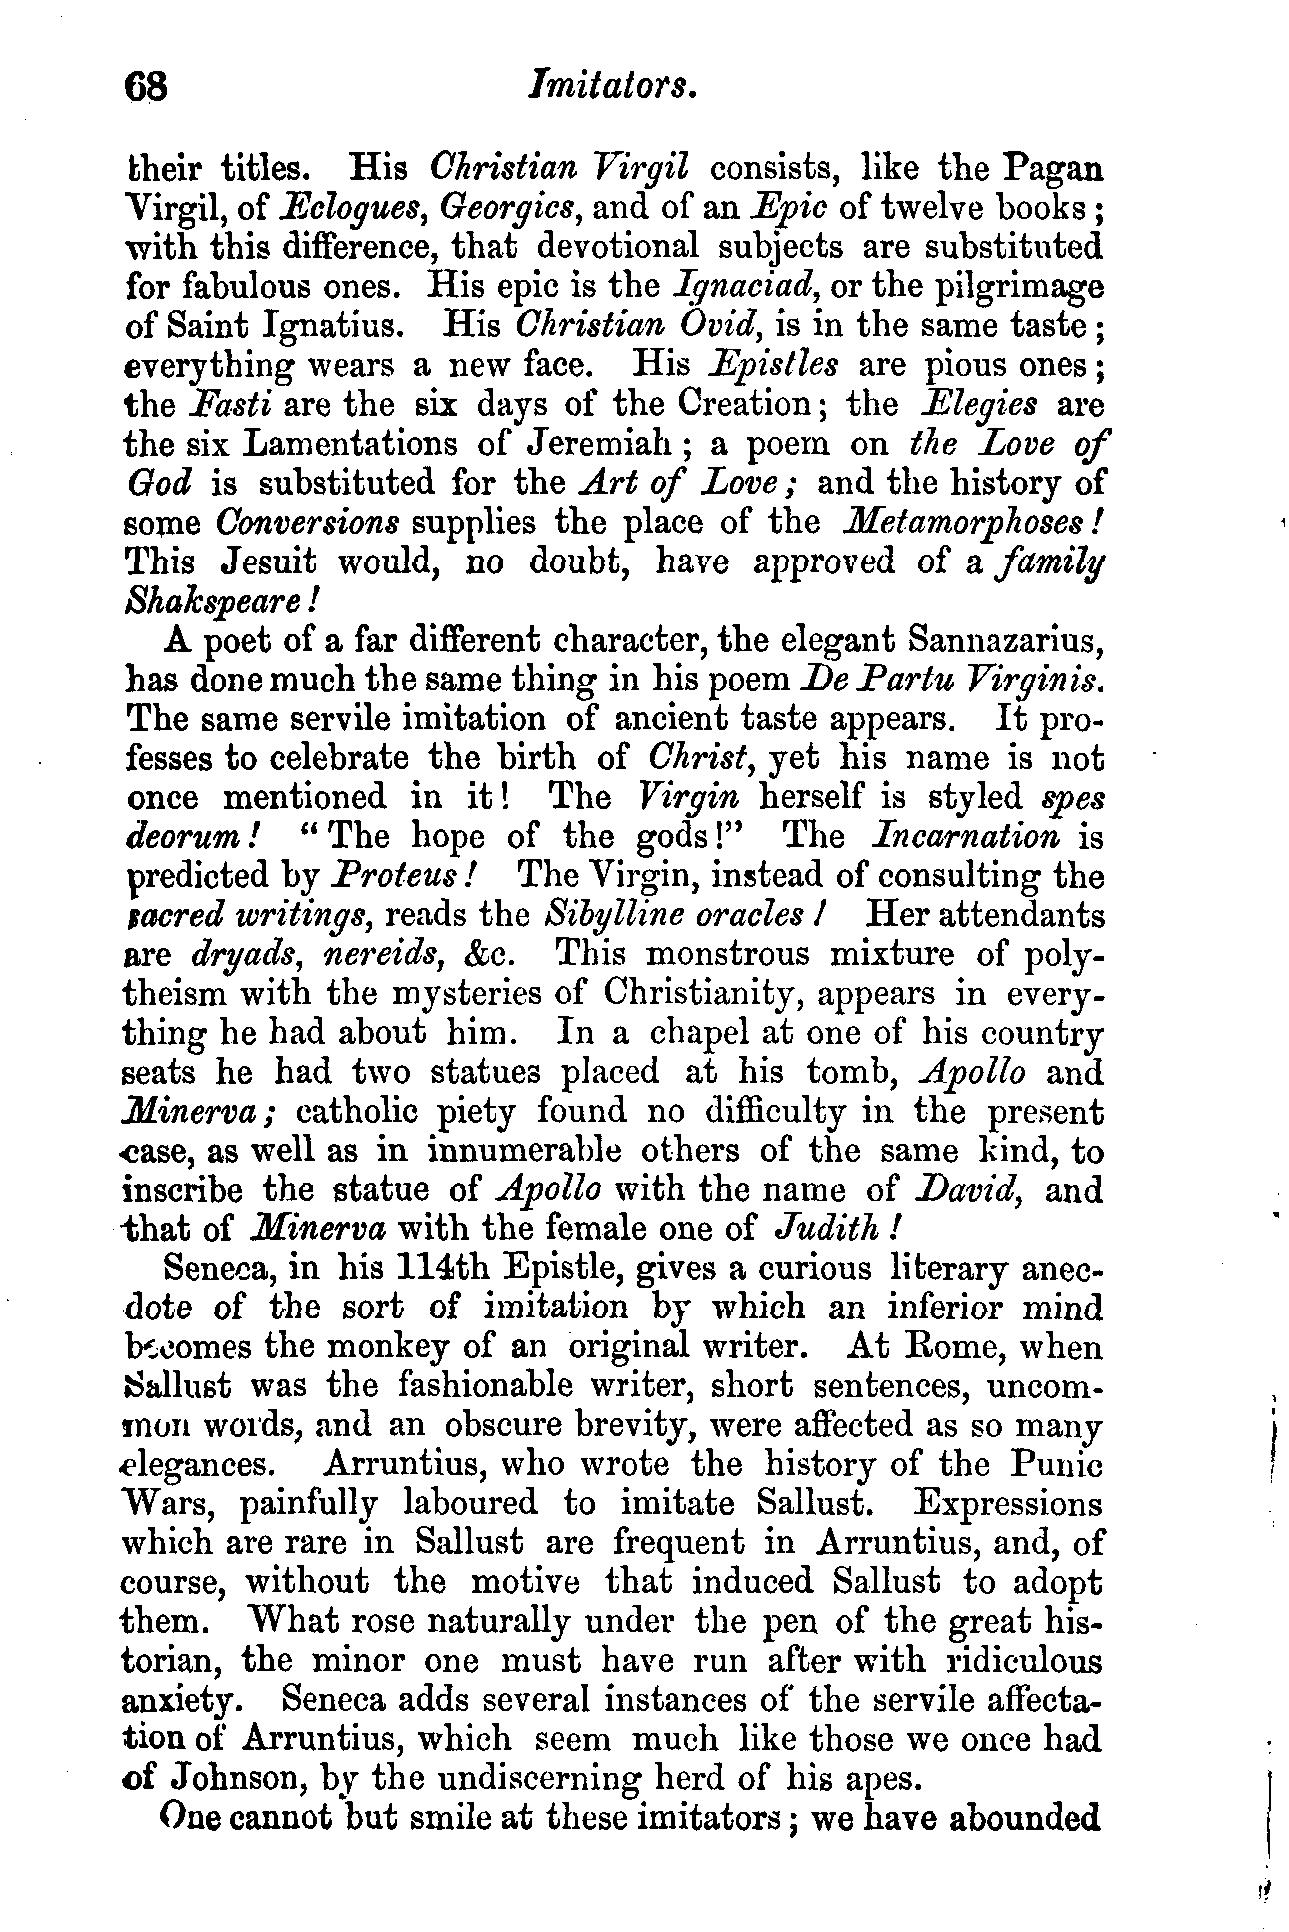 68 Imitators.
their titles. His Christian Virgil consists, like the Pagan
Virgil, of Eclogues, Georgics, and of an Epic of twelve books;
with this difference, that devotional subjects are substituted
for fabulous ones. His epic is the Ignaciad, or the pilgrimage
of Saint Ignatius. His Christian Ovid, is in the same taste;
everything wears a new face. His Epistles are pious ones;
the Fasti are the six days of the Creation; the Elegies are
the six Lamentations of Jeremiah; a poem on the Love of
God is substituted for the Art of Love; and the history of
some Conversions supplies the place of the Metamorphoses!
This Jesuit would, no doubt, have approved of a family
Shakspeare!
A poet of a far different character, the elegant Sannazarius,
has done much the same thing in his poem De Partu Virginis.
The same servile imitation of ancient taste appears. It pro-
fesses to celebrate the birth of Christ, yet his name is not
once mentioned in it! The Virgin herself is styled spes
deorum! "The hope of the gods!" The Incarnation is
predicted by Proteus! The Virgin, instead of consulting the
sacred writings, reads the Sibylline oracles! Her attendants
are dryads, nereids, &c. This monstrous mixture of poly-
theism with the mysteries of Christianity, appears in every-
thing he had about him. In a chapel at one of his country
seats he had two statues placed at his tomb, Apollo and
Minerva; catholic piety found no difficulty in the present
case, as well as in innumerable others of the same kind, to
inscribe the statue of Apollo with the name of David, and
that of Minerva with the female one of Judith!
Seneca, in his 114th Epistle, gives a curious literary anec-
dote of the sort of imitation by which an inferior mind
becomes the monkey of an original writer. At Rome, when
Sallust was the fashionable writer, short sentences, uncom-
mon words, and an obscure brevity, were affected as so many
elegances. Arruntius, who wrote the history of the Punic
Wars, painfully laboured to imitate Sallust. Expressions
which are rare in Sallust are frequent in Arruntius, and, of
course, without the motive that induced Sallust to adopt
them. What rose naturally under the pen of the great his-
torian, the minor one must have run after with ridiculous
anxiety. Seneca adds several instances of the servile affecta-
tion of Arruntius, which seem much like those we once had
of Johnson, by the undiscerning herd of his apes.
One cannot but smile at these imitators; we have abounded